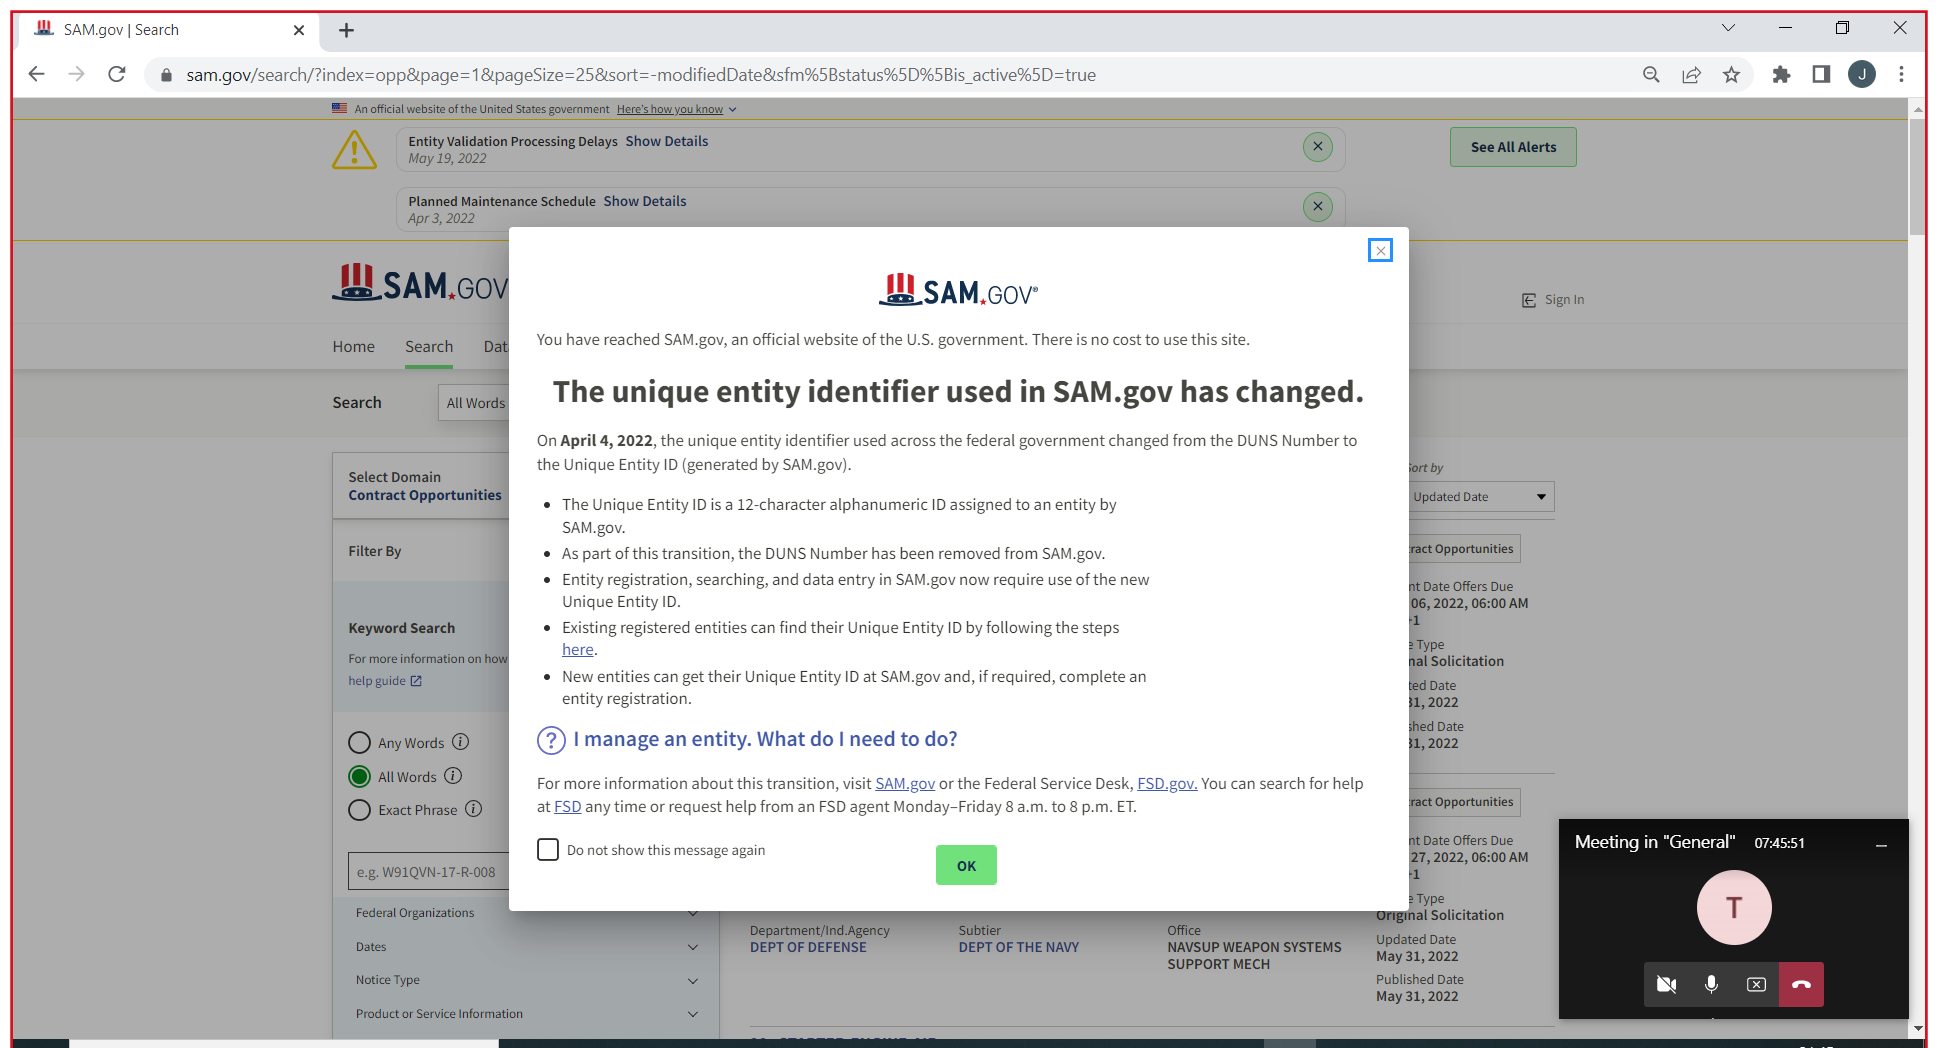 SAM.gov | Search
sam.gov/search/?index=opp&page=1&pageSize=25&sort=-modifiedDate&sfm%5Bstatus%5D%5Bis_active%5D=true
J
An official website of the United States government Here's how you know
Entity Validation Processing Delays Show Details
May 19, 2022
See All Alerts
Planned Maintenance Schedule Show Details
Apr 3, 2022
SAM.GOV
Sign In
Home Search Dat
Search
All Words
Select Domain
Contract Opportunities
Filter By
Keyword Search
For more information on how
help guide
Any Words
All Words
Exact Phrase
e.g. W91QVN-17-R-008
Federal Organizations
Dates
Notice Type
Product or Service Information
SAM.GOV®
You have reached SAM.gov, an official website of the U.S. government. There is no cost to use this site.
The unique entity identifier used in SAM.gov has changed.
On April 4, 2022, the unique entity identifier used across the federal government changed from the DUNS Number to
the Unique Entity ID (generated by SAM.gov).
The Unique Entity ID is a 12-character alphanumeric ID assigned to an entity by
SAM.gov.
As part of this transition, the DUNS Number has been removed from SAM.gov.
Entity registration, searching, and data entry in SAM.gov now require use of the new
Unique Entity ID.
Existing registered entities can find their Unique Entity ID by following the steps
here.
New entities can get their Unique Entity ID at SAM.gov and, if required, complete an
entity registration.
? I manage an entity. What do I need to do?
For more information about this transition, visit SAM.gov or the Federal Service Desk, FSD.gov. You can search for help
at FSD any time or request help from an FSD agent Monday–Friday 8 a.m. to 8 p.m. ET.
Do not show this message again
OK
Sort by
Updated Date
ract Opportunities
nt Date Offers Due
06, 2022, 06:00 AM
+1
e Type
nal Solicitation
ted Date
31, 2022
shed Date
31, 2022
ract Opportunities
nt Date Offers Due
27, 2022, 06:00 AM
+1
e Type
Original Solicitation
Updated Date
May 31, 2022
Published Date
May 31, 2022
Department/Ind.Agency
DEPT OF DEFENSE
Subtier
DEPT OF THE NAVY
Office
NAVSUP WEAPON SYSTEMS
SUPPORT MECH
Meeting in "General" 07:45:51
T